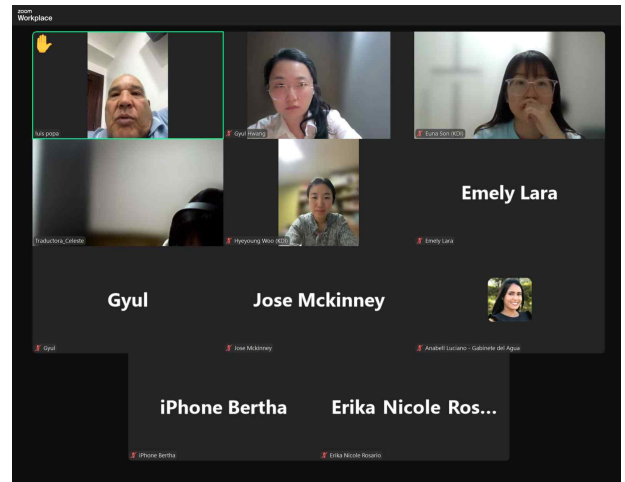 zoom
Workplace
luis popa
Gyul Hwang
Euna Son (KDI)
Traductora_Celeste
Hyeyoung Woo (KDI)
Emely Lara
Emely Lara
Gyul
Gyul
Jose Mckinney
Jose Mckinney
Anabell Luciano - Gabinete del Agua
iPhone Bertha
iPhone Bertha
Erika Nicole Ros...
Erika Nicole Rosario